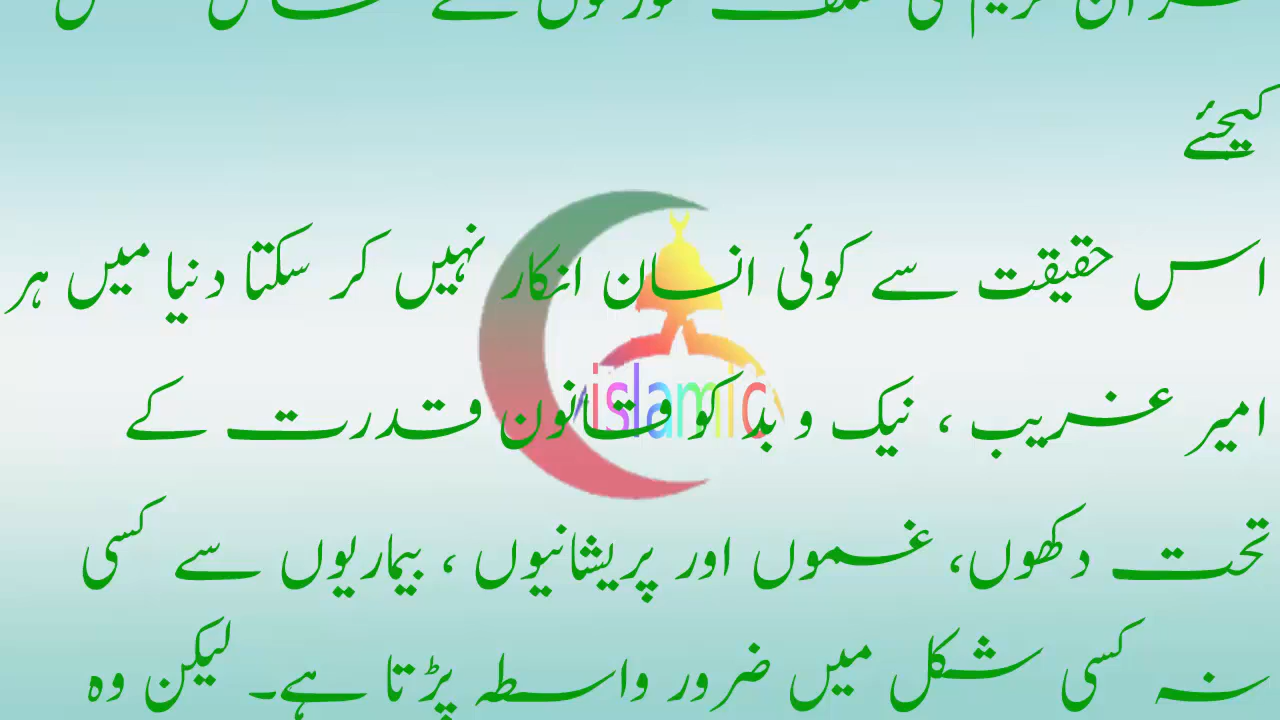 کیجئے
اس حقیقت سے کوئی انسان انکار نہیں کر سکتا دنیا میں ہر
امیر غریب ، نیک و بد کو قانون قدرت کے
islamic
تحت دکھوں، غموں اور پریشانیوں ، بیماریوں سے کسی
نہ کسی شکل میں ضرور واسطہ پڑتا ہے۔ لیکن وہ